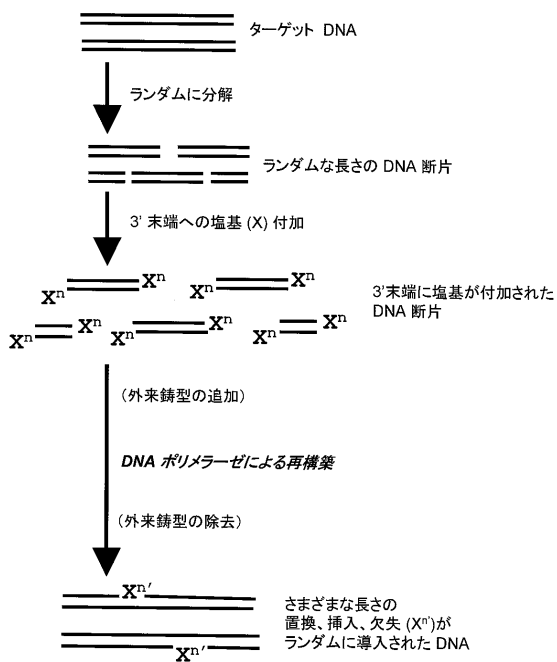 ターゲット DNA
ランダムに分解
ランダムな長さの DNA 断片
3' 末端への塩基 (X) 付加
Xn Xn Xn Xn
3'末端に塩基が付加された
DNA 断片
Xn Xn Xn Xn Xn Xn
(外来鋳型の追加)
DNA ポリメラーゼによる再構築
(外来鋳型の除去)
Xn'
さまざまな長さの
置換、挿入、欠失 (Xn')が
ランダムに導入された DNA
Xn'